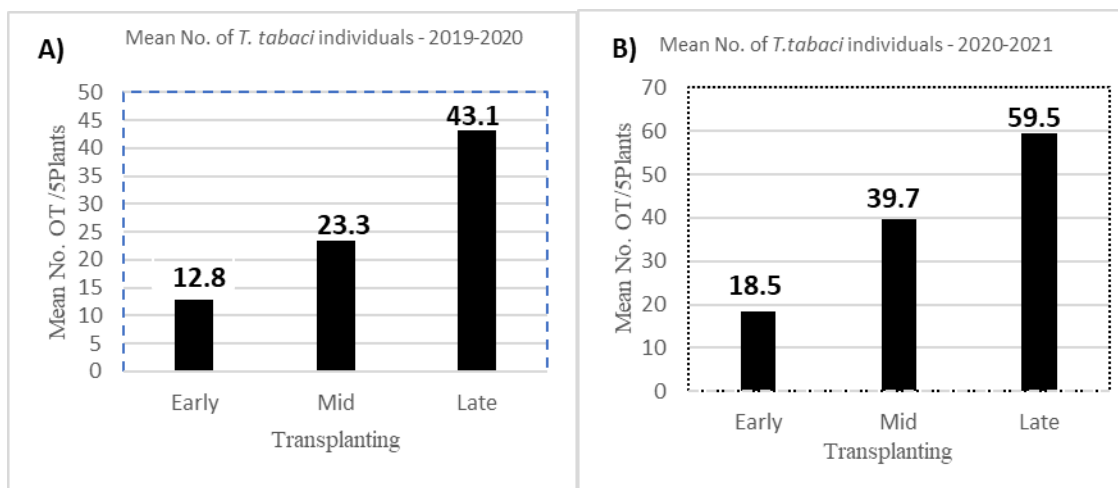 A)
Mean No. of T. tabaci individuals - 2019-2020
Mean No. OT/5Plants
50
45
40
35
30
25
20
15
10
5
0
12.8
23.3
43.1
Early Mid Late
Transplanting
B)
Mean No. of T.tabaci individuals - 2020-2021
Mean No. OT/5Plants
70
60
50
40
30
20
10
0
18.5
39.7
59.5
Early Mid Late
Transplanting